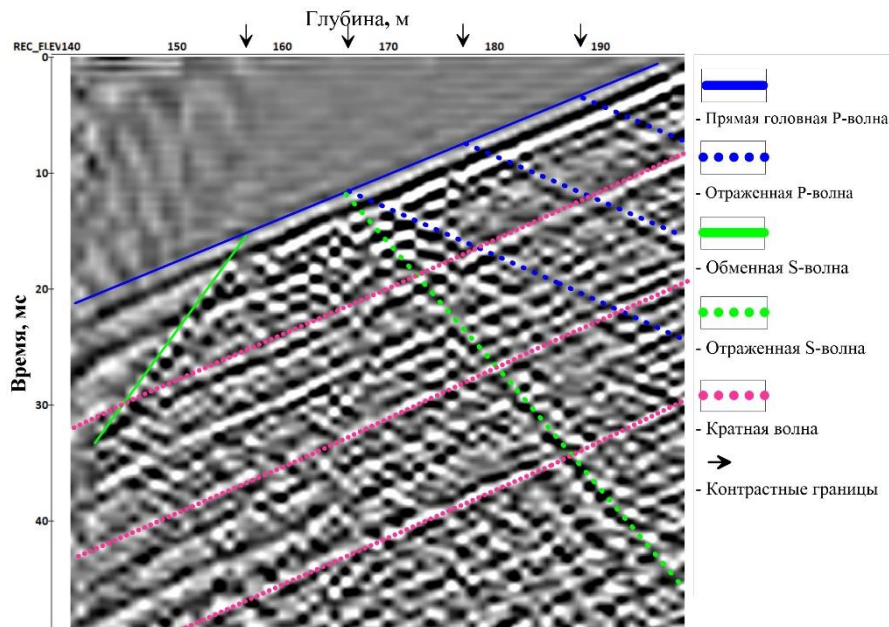 Глубина, м
REC_ELEV140 150 160 170 180 190
0
10
20
30
40
Время, мс
- Прямая головная P-волна
- Отраженная P-волна
- Обменная S-волна
- Отраженная S-волна
- Кратная волна
- Контрастные границы